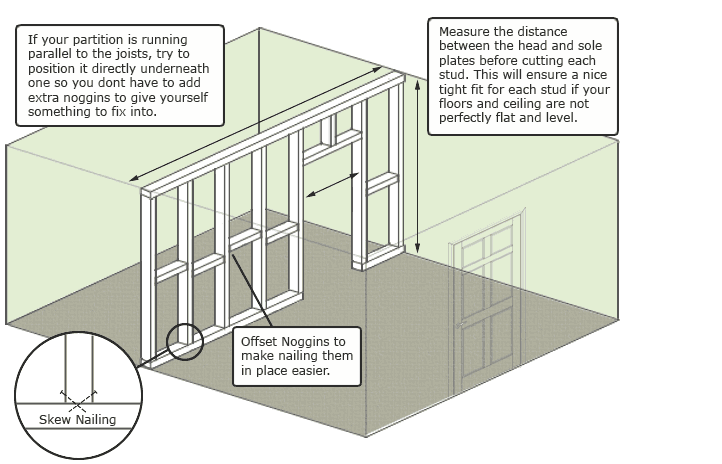 If your partition is running
parallel to the joists, try to
position it directly underneath
one so you dont have to add
extra noggins to give yourself
something to fix into.
Measure the distance
between the head and sole
plates before cutting each
stud. This will ensure a nice
tight fit for each stud if your
floors and ceiling are not
perfectly flat and level.
Offset Noggins to
make nailing them
in place easier.
Skew Nailing